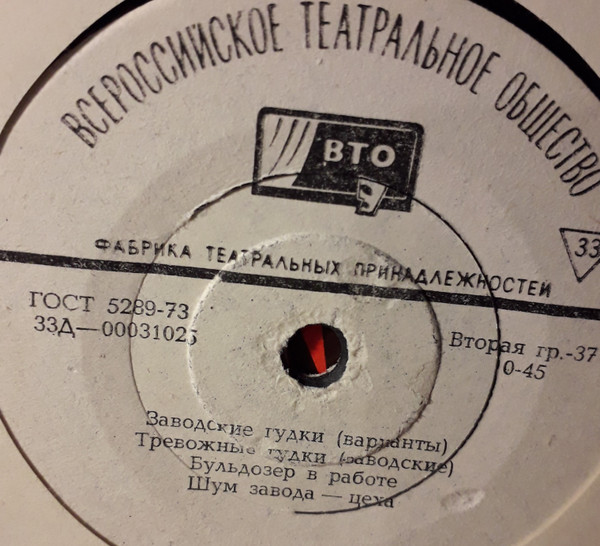 ВСЕРОССИЙСКОЕ ТЕАТРАЛЬНОЕ ОБЩЕСТВО
ВТО
33
ФАБРИКА ТЕАТРАЛЬНЫХ ПРИНАДЛЕЖНОСТЕЙ
ГОСТ 5289-73
33Д—00031025
Вторая гр.-37
0-45
Заводские гудки (варианты)
Тревожные гудки (заводские)
Бульдозер в работе
Шум завода — цеха